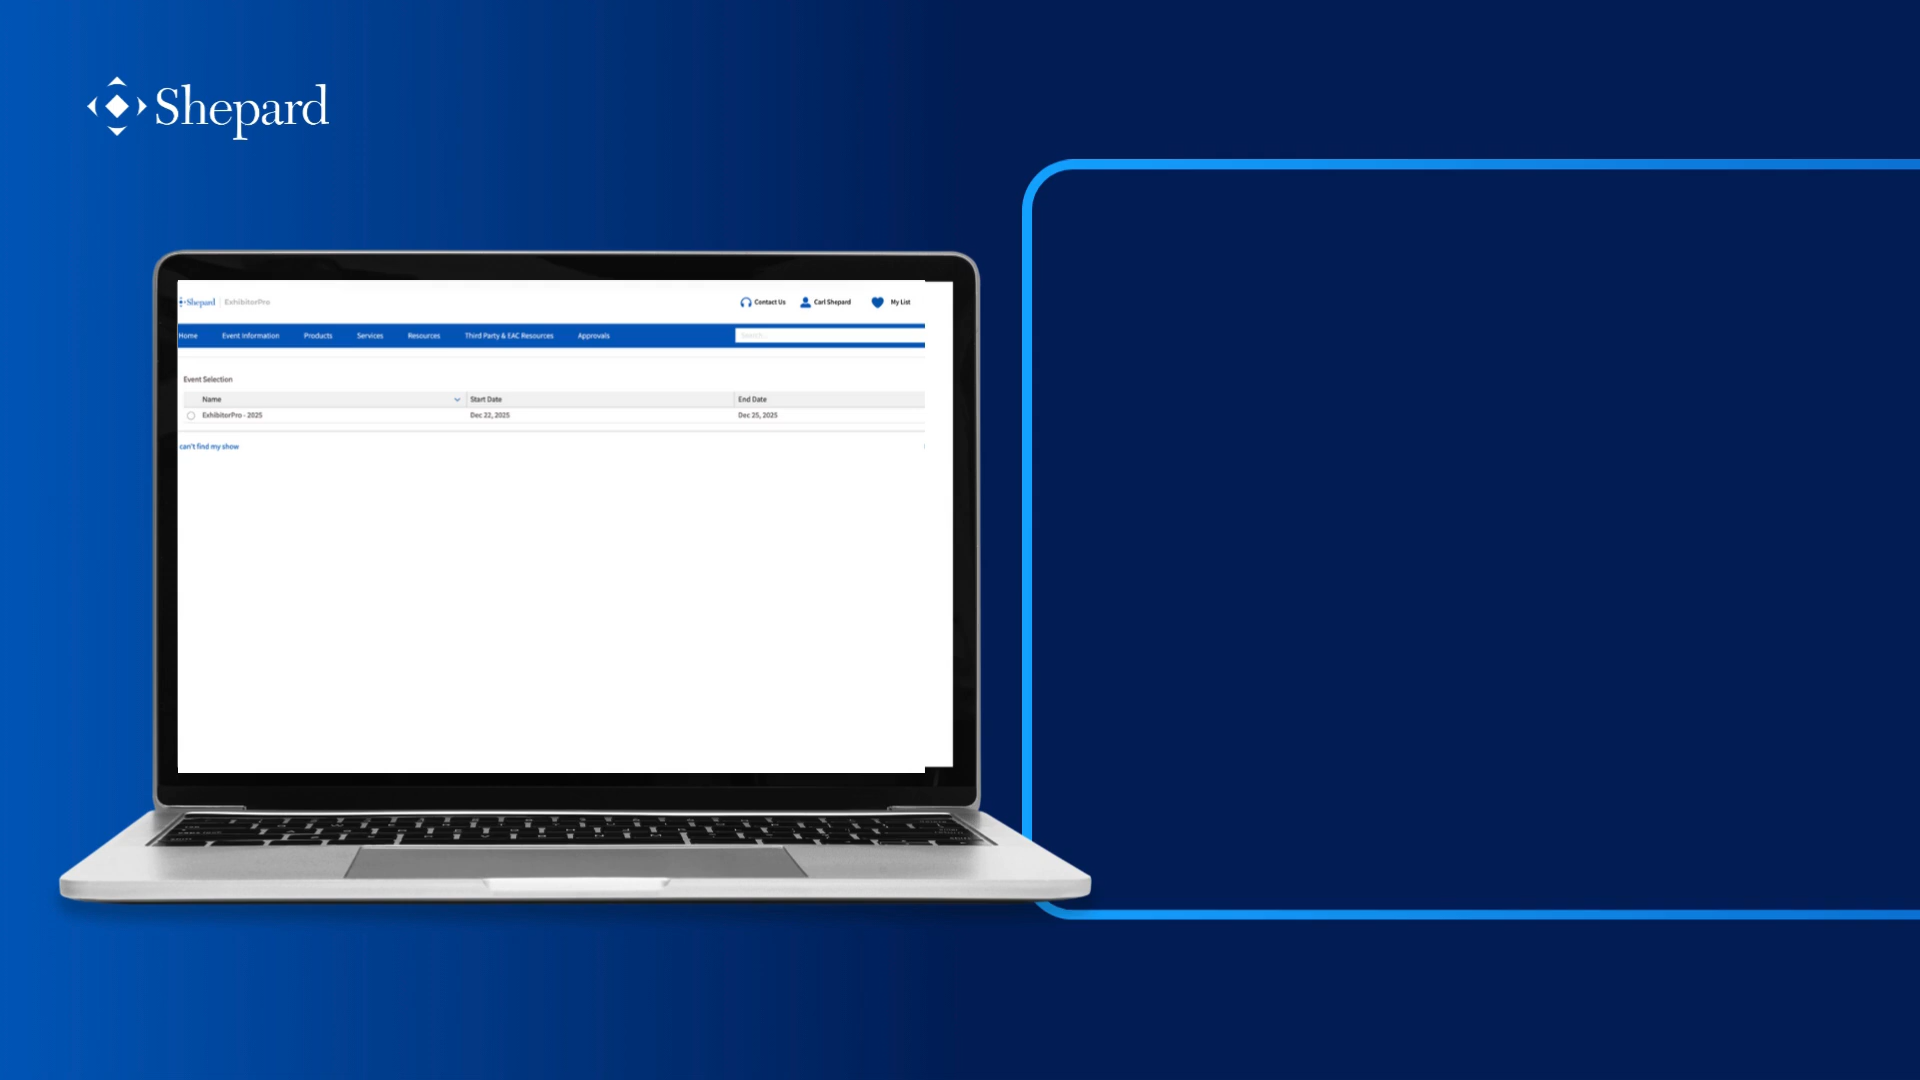 Shepard
Shepard ExhibitorPro Contact Us Carl Shepard My List
Home Event Information Products Services Resources Third Party & EAC Resources Approvals Search...
Event Selection
Name Start Date End Date
ExhibitorPro - 2025 Dec 22, 2025 Dec 25, 2025
can't find my show